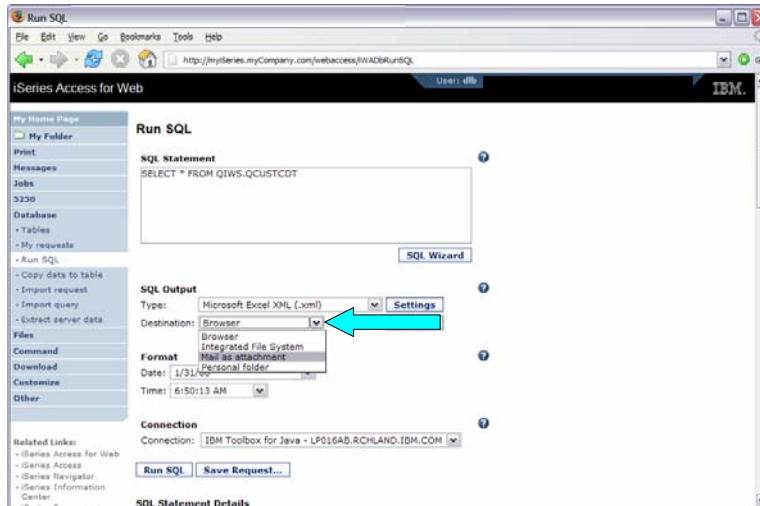 Run SQL
File Edit View Go Bookmarks Tools Help
http://myiSeries.myCompany.com/webaccess/iWADbRunSQL
iSeries Access for Web
User: dlb
IBM.
My Home Page
My Folder
Print
Messages
Jobs
5250
Database
• Tables
• My requests
• Run SQL
• Copy data to table
• Import request
• Import query
• Extract server data
Files
Command
Download
Customize
Other
Related Links:
• iSeries Access for Web
• iSeries Access
• iSeries Navigator
• iSeries Information
Center
Run SQL
SQL Statement
SELECT * FROM QIWS.QCUSTCDT
SQL Wizard
SQL Output
Type: Microsoft Excel XML (.xml) Settings
Destination: Browser
Browser
Integrated File System
Mail as attachment
Personal folder
Format
Date: 1/31/
Time: 6:50:13 AM
Connection
Connection: IBM Toolbox for Java - LP016AB.RCHLAND.IBM.COM
Run SQL Save Request...
SQL Statement Details